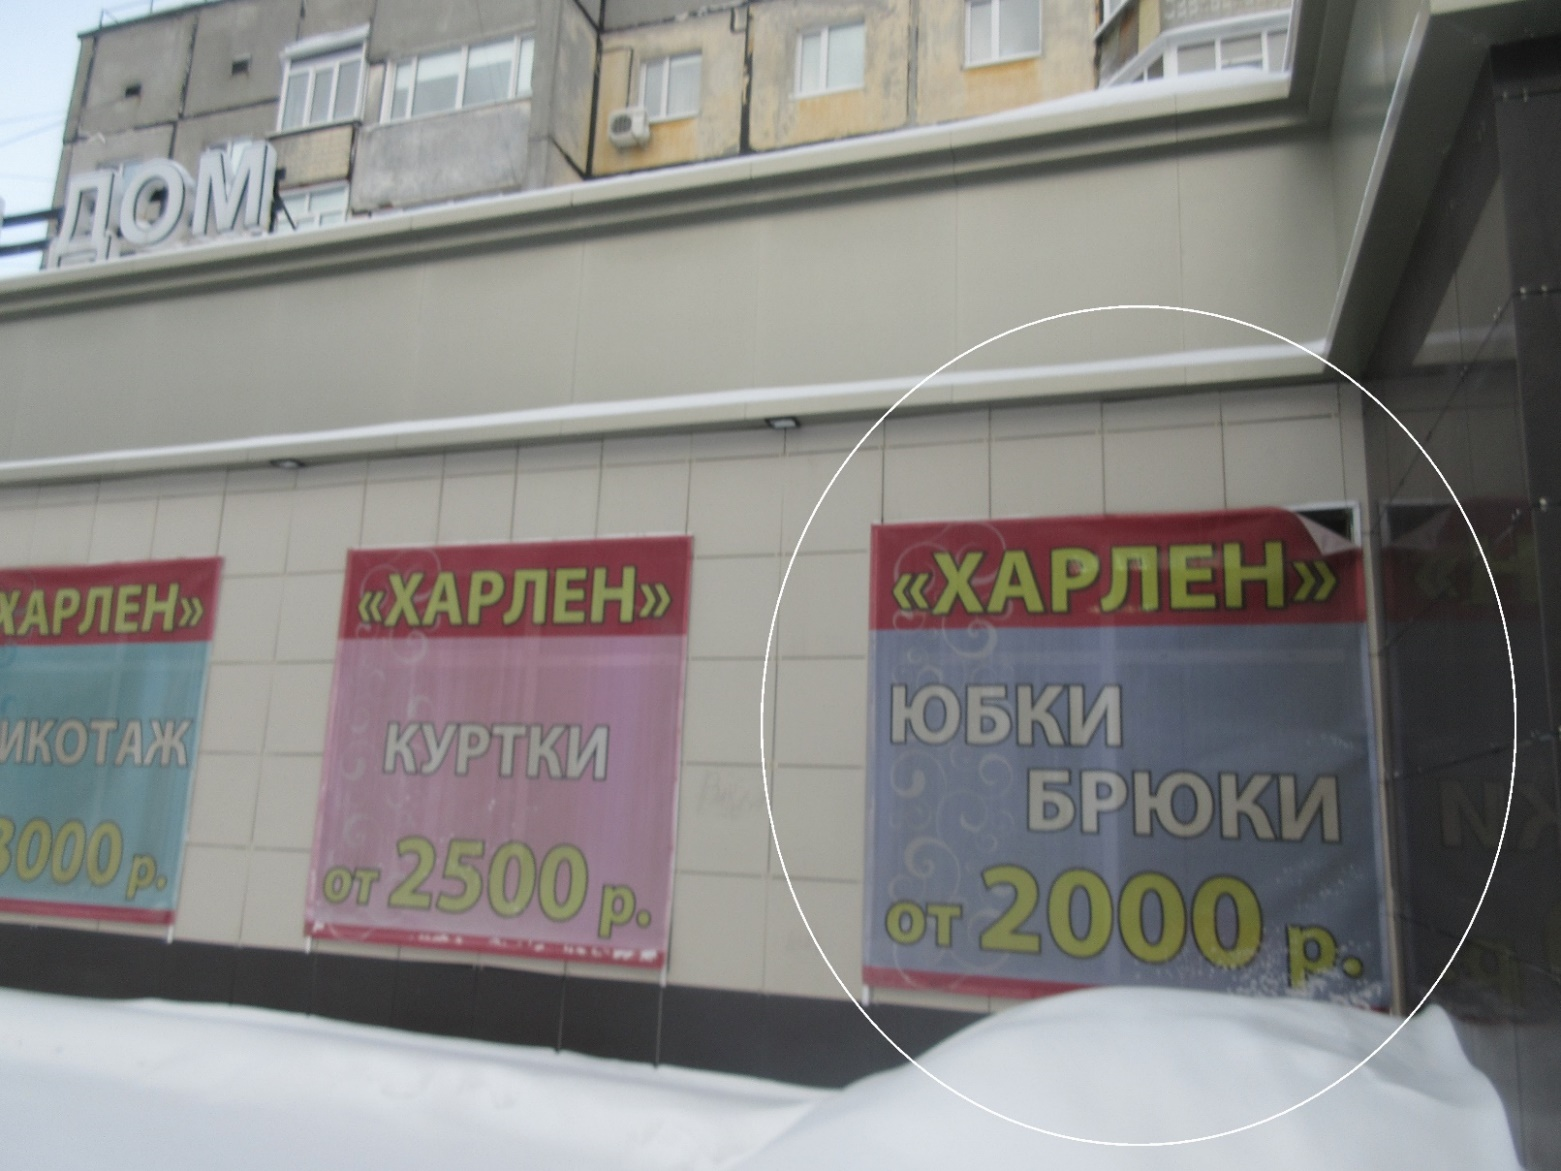 ДОМ
«ХАРЛЕН»
ЮБКИ
БРЮКИ
от 2000 р.
«ХАРЛЕН»
КУРТКИ
от 2500 р.
ХАРЛЕН»
ИКОТАЖ
3000 р.